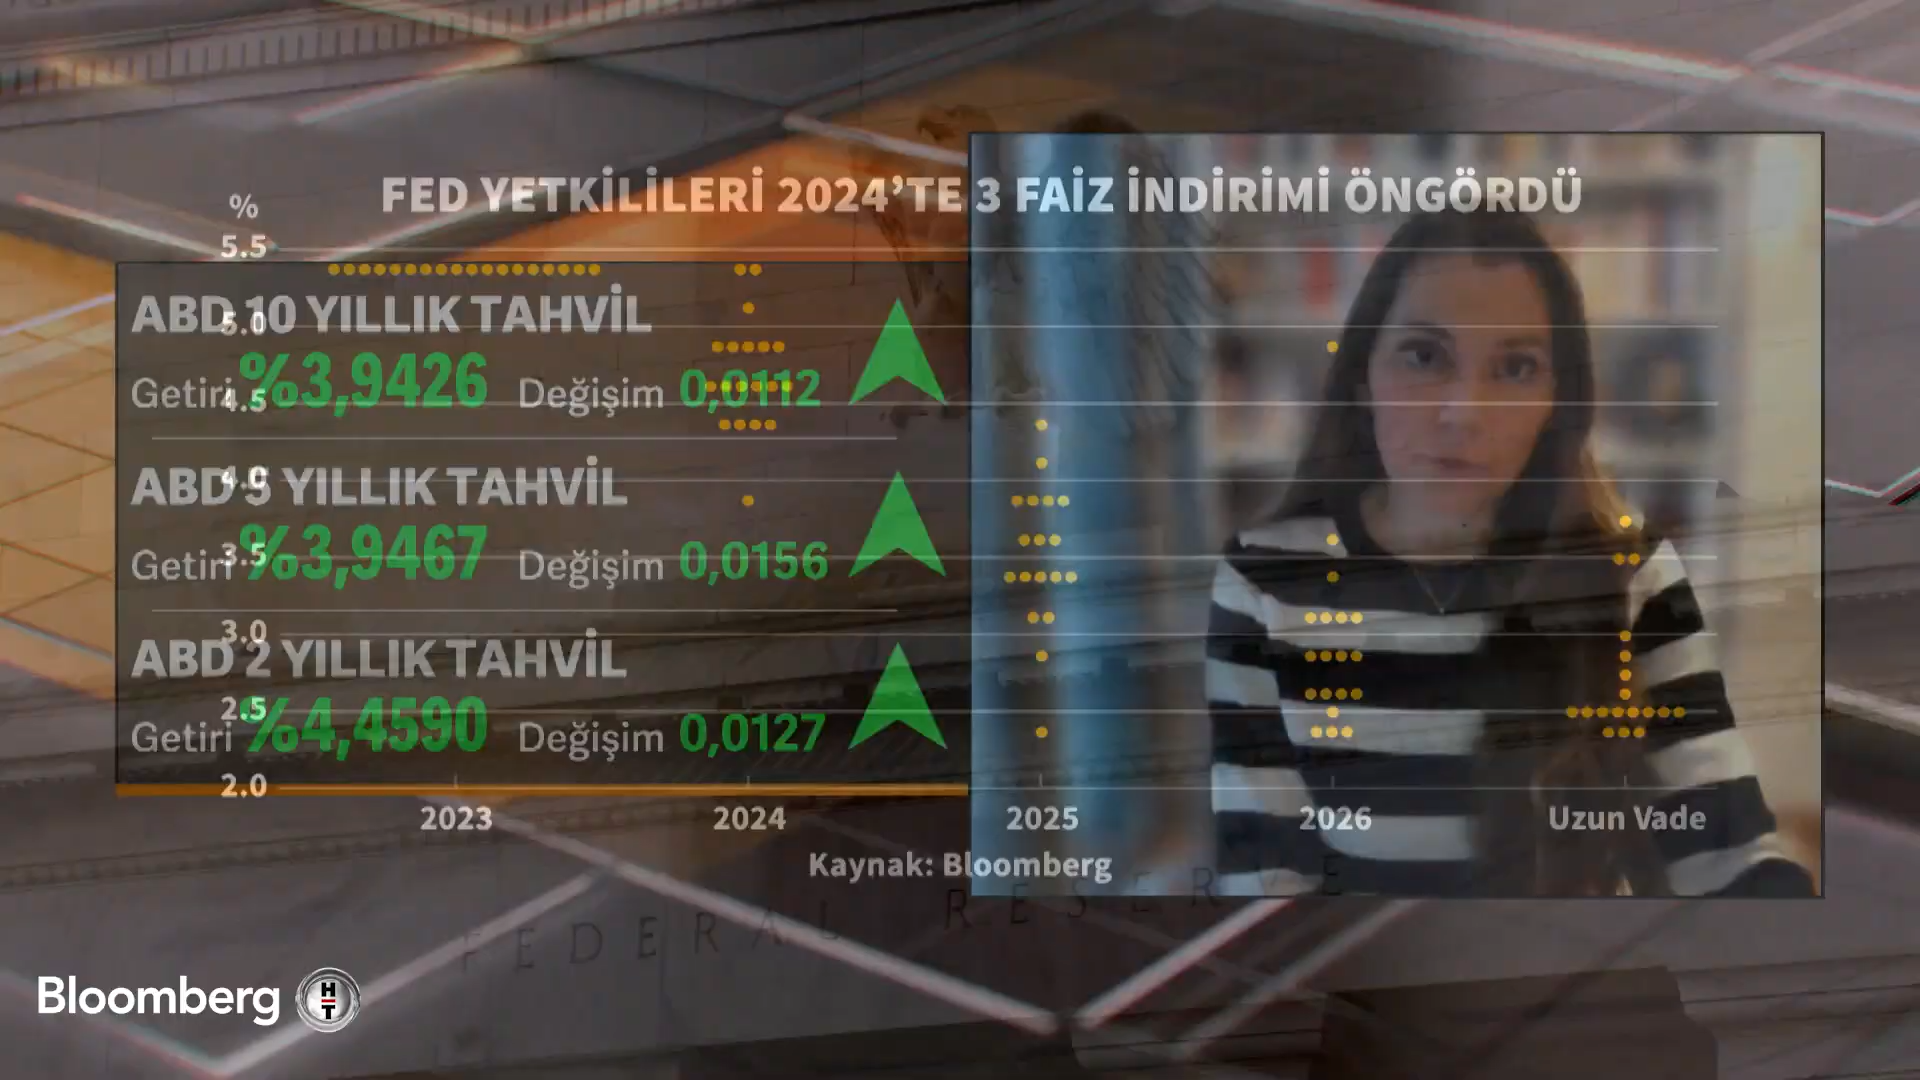 FED YETKİLİLERİ 2024'TE 3 FAİZ İNDİRİMİ ÖNGÖRDÜ
%
5.5
5.0
4.5
4.0
3.5
3.0
2.5
2.0
2023 2024 2025 2026 Uzun Vade
Kaynak: Bloomberg
ABD 10 YILLIK TAHVİL
Getiri %3,9426 Değişim 0,0112
ABD 5 YILLIK TAHVİL
Getiri %3,9467 Değişim 0,0156
ABD 2 YILLIK TAHVİL
Getiri %4,4590 Değişim 0,0127
FEDERAL RESERVE
Bloomberg HT